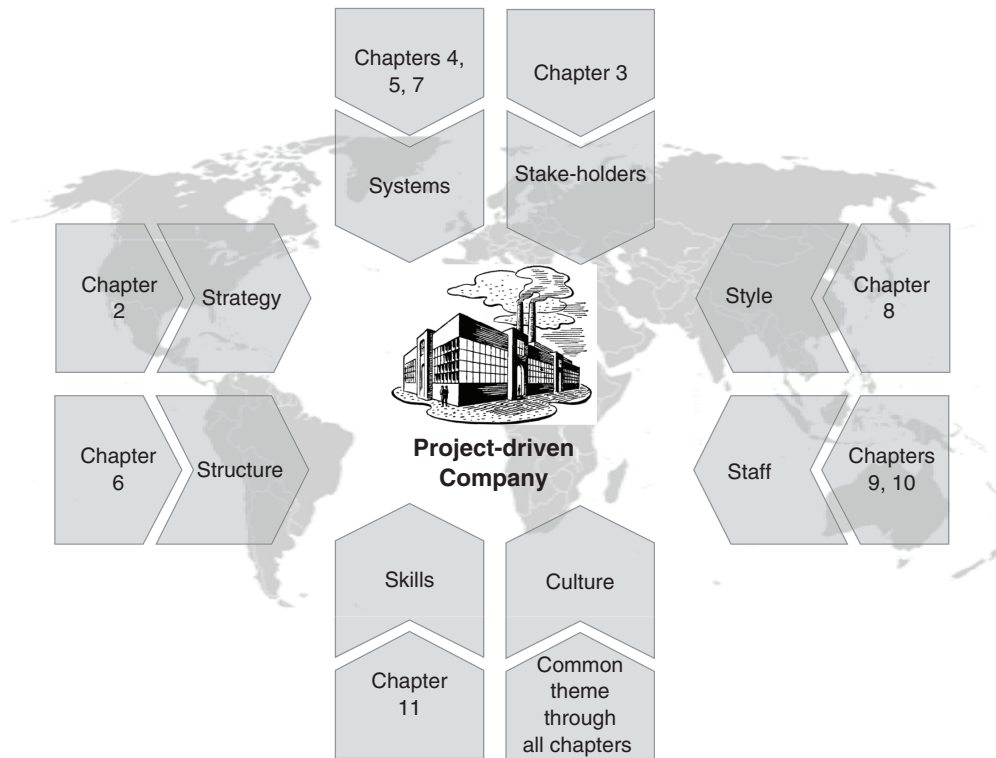 Chapters 4,
5, 7
Chapter 3
Systems
Stake-holders
Chapter
2
Strategy
Style
Chapter
8
Chapter
6
Structure
Project-driven
Company
Staff
Chapters
9, 10
Skills
Culture
Chapter
11
Common
theme
through
all chapters